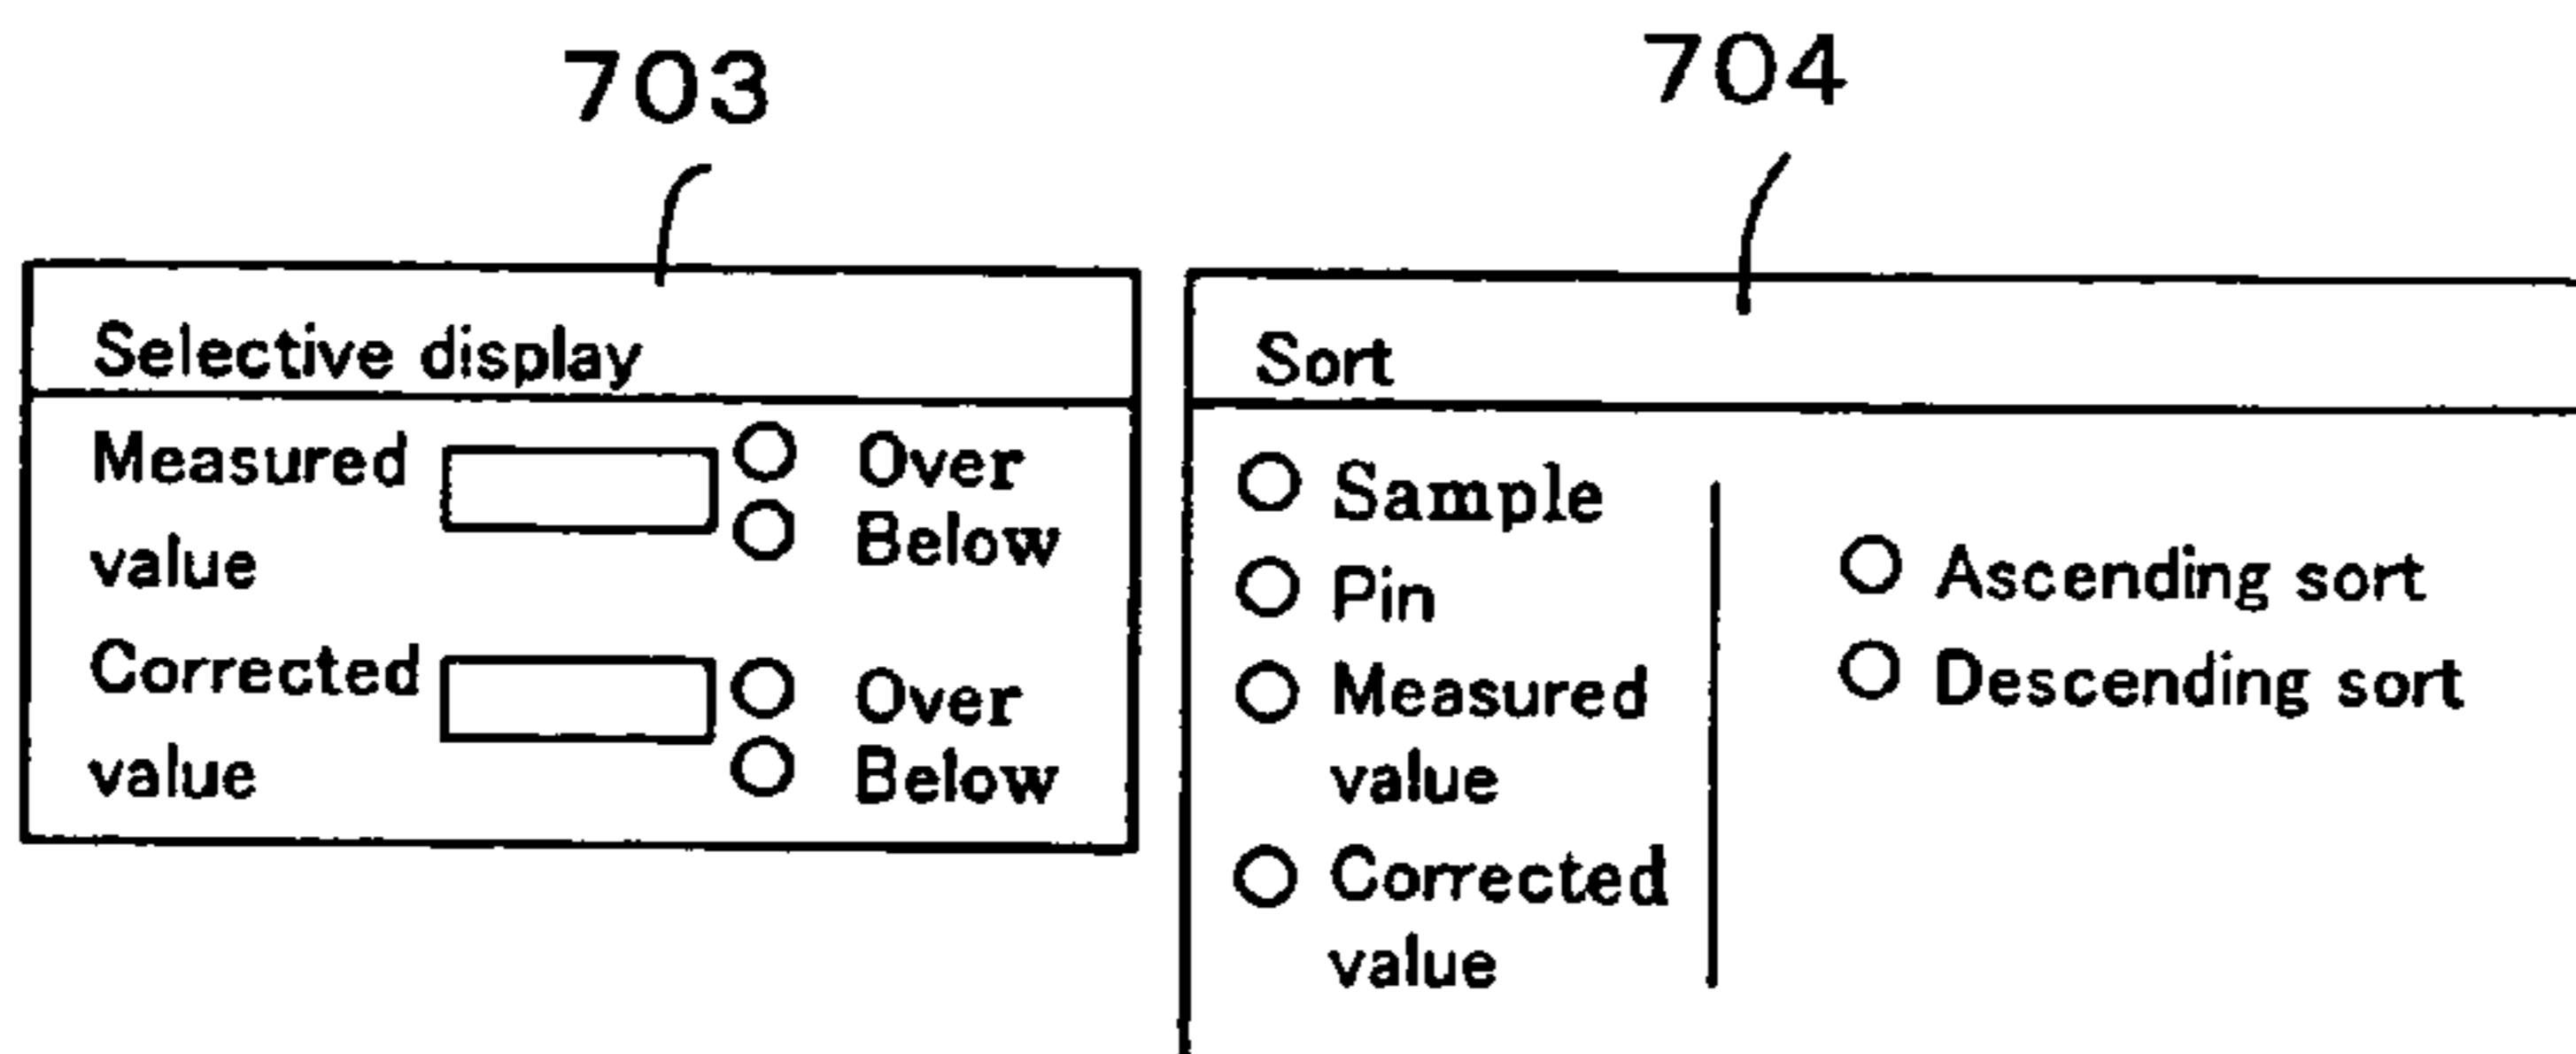 703
704
Selective display
Measured
value
Over
Below
Corrected
value
Over
Below
Sort
Sample
Pin
Measured
value
Corrected
value
Ascending sort
Descending sort